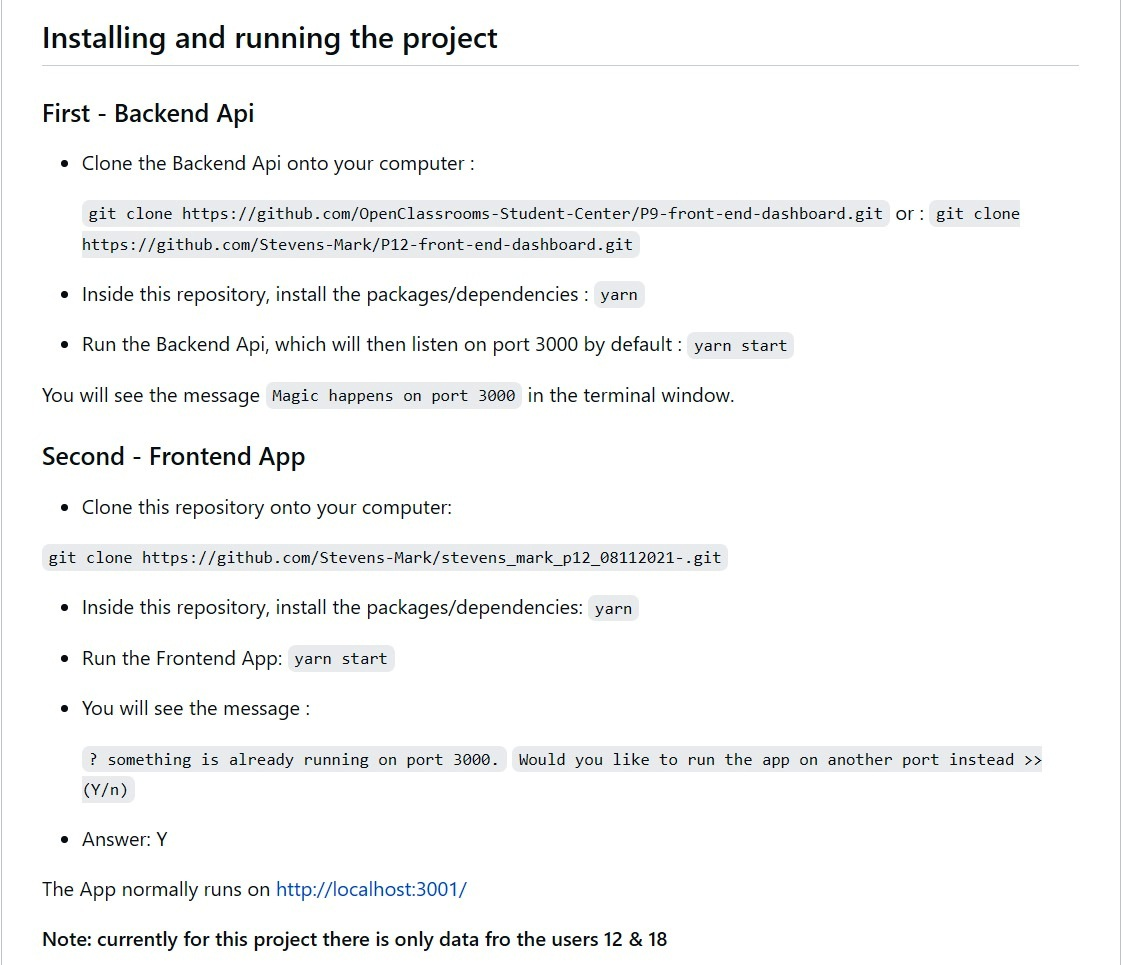 Installing and running the project
First - Backend Api
Clone the Backend Api onto your computer :
git clone https://github.com/OpenClassrooms-Student-Center/P9-front-end-dashboard.git or : git clone
https://github.com/Stevens-Mark/P12-front-end-dashboard.git
Inside this repository, install the packages/dependencies : yarn
Run the Backend Api, which will then listen on port 3000 by default : yarn start
You will see the message Magic happens on port 3000 in the terminal window.
Second - Frontend App
Clone this repository onto your computer:
git clone https://github.com/Stevens-Mark/stevens_mark_p12_08112021-.git
Inside this repository, install the packages/dependencies: yarn
Run the Frontend App: yarn start
You will see the message :
? something is already running on port 3000. Would you like to run the app on another port instead >>
(Y/n)
Answer: Y
The App normally runs on http://localhost:3001/
Note: currently for this project there is only data fro the users 12 & 18